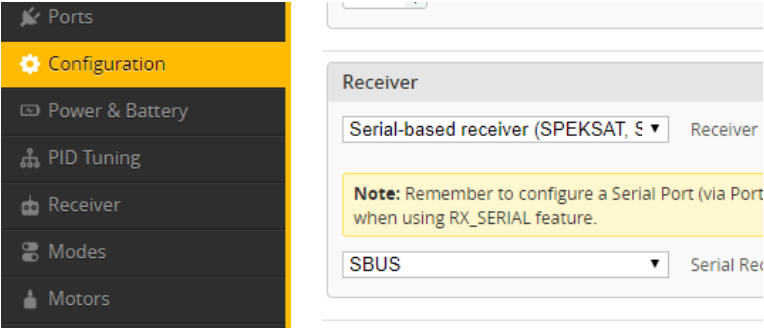 Ports
Configuration
Power & Battery
PID Tuning
Receiver
Modes
Motors
Receiver
Serial-based receiver (SPEKSAT, S
Receiver
Note: Remember to configure a Serial Port (via Port
when using RX_SERIAL feature.
SBUS
Serial Rec